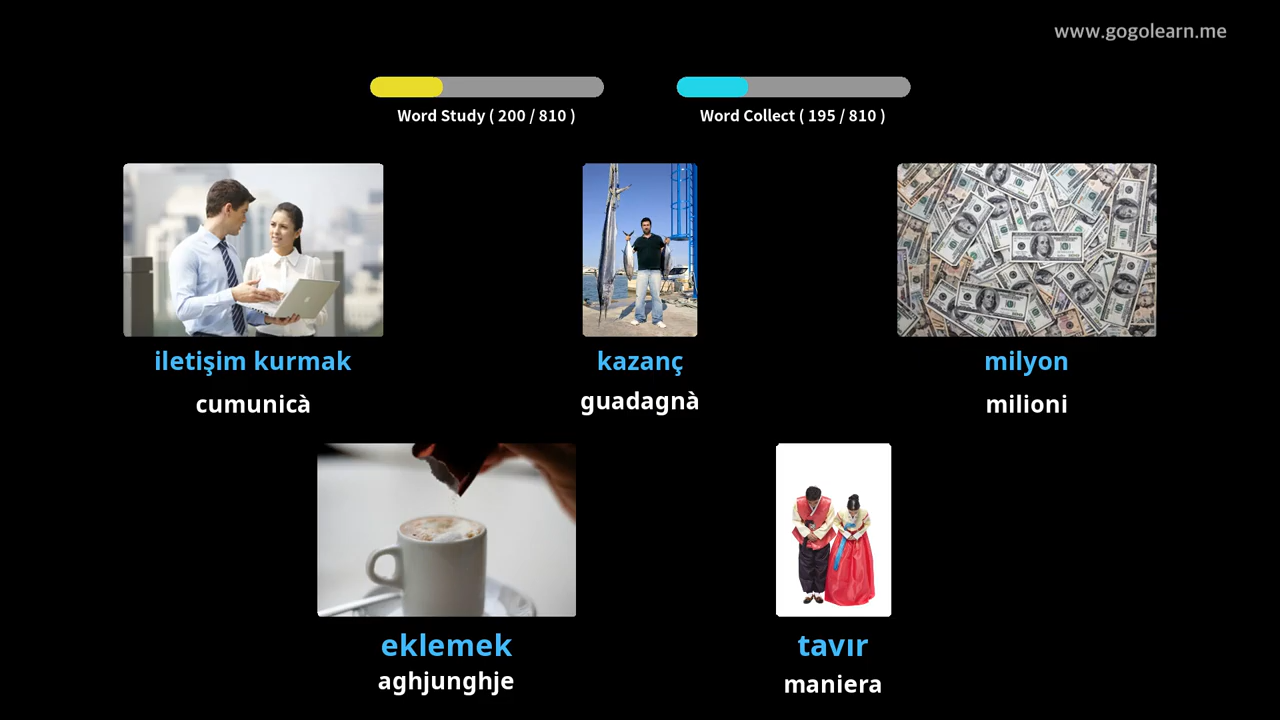 www.gogolearn.me
Word Study ( 200 / 810 )
Word Collect ( 195 / 810 )
iletişim kurmak
kazanç
milyon
cumunicà
guadagnà
milioni
eklemek
tavır
aghjunghje
maniera